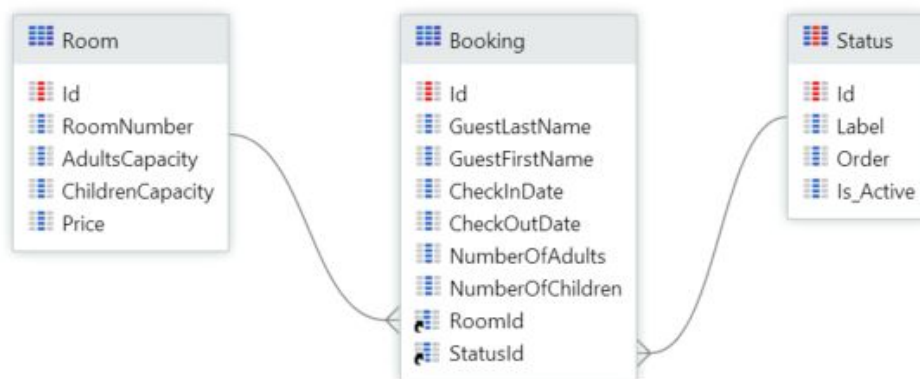 Room
Id
RoomNumber
AdultsCapacity
ChildrenCapacity
Price
Booking
Id
GuestLastName
GuestFirstName
CheckInDate
CheckOutDate
NumberOfAdults
NumberOfChildren
RoomId
StatusId
Status
Id
Label
Order
Is_Active